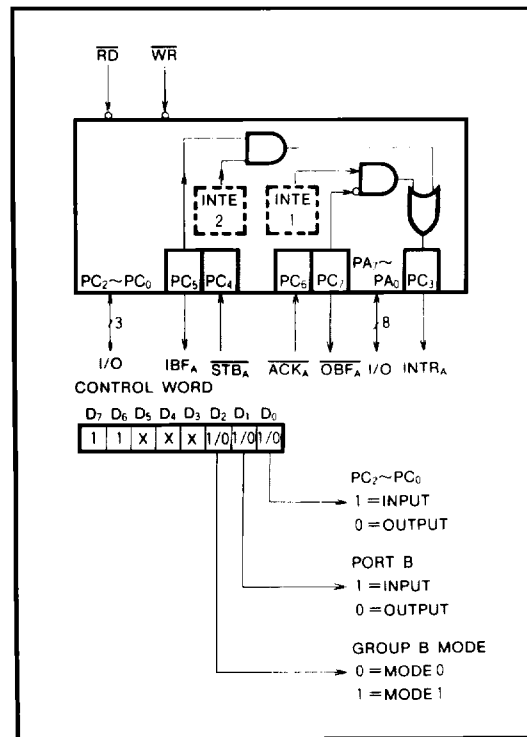 RD WR
INTE 2
INTE 1
PC2~PC0 PC5 PC4 PC6 PC7 PA7~PA0 PC3
3 8
I/O IBFA STBA ACKA OBFA I/O INTRA
CONTROL WORD
D7 D6 D5 D4 D3 D2 D1 D0
1 1 X X X 1/0 1/0 1/0
PC2~PC0
1=INPUT
0=OUTPUT
PORT B
1=INPUT
0=OUTPUT
GROUP B MODE
0=MODE 0
1=MODE 1